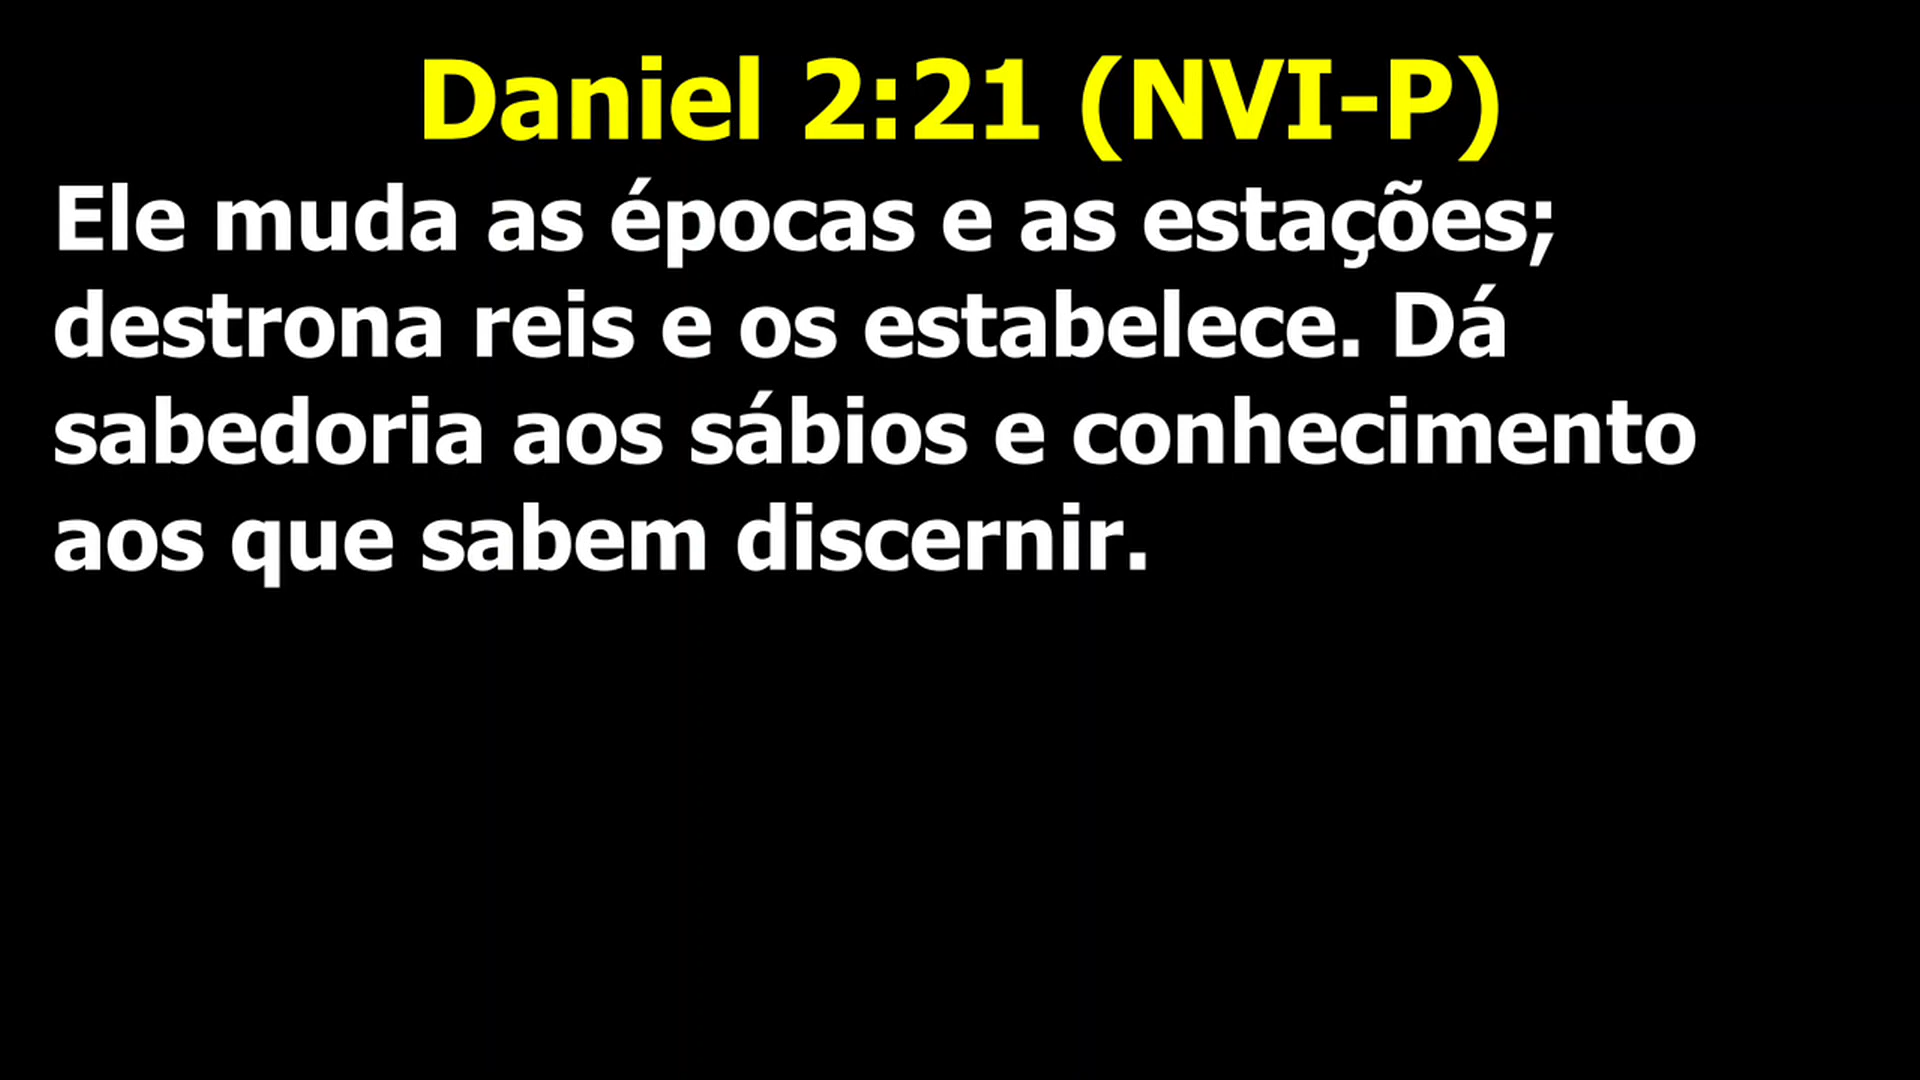 Daniel 2:21 (NVI-P)
Ele muda as épocas e as estações;
destrona reis e os estabelece. Dá
sabedoria aos sábios e conhecimento
aos que sabem discernir.